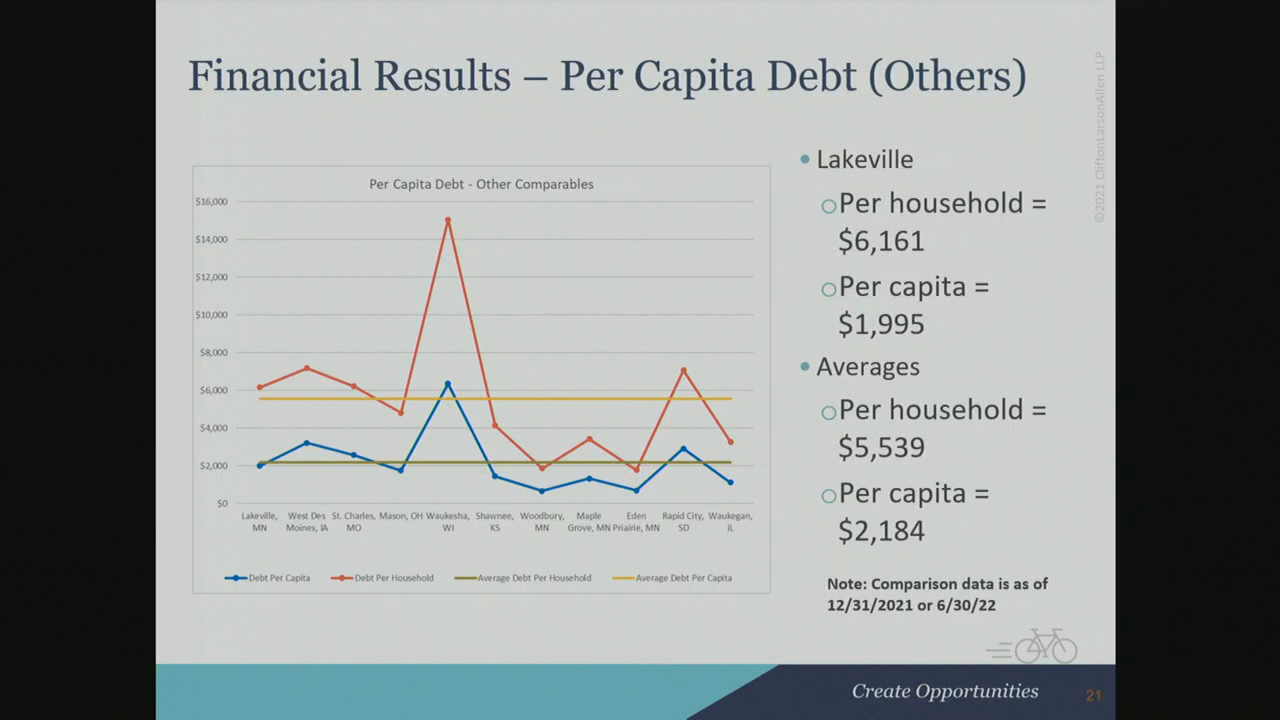 Financial Results – Per Capita Debt (Others)
©2021 CliftonLarsonAllen LLP
Per Capita Debt - Other Comparables
$16,000
$14,000
$12,000
$10,000
$8,000
$6,000
$4,000
$2,000
$0
Lakeville, MN
West Des Moines, IA
St. Charles, MO
Mason, OH
Waukesha, WI
Shawnee, KS
Woodbury, MN
Maple Grove, MN
Eden Priairie, MN
Rapid City, SD
Waukegan, IL
Debt Per Capita
Debt Per Household
Average Debt Per Household
Average Debt Per Capita
• Lakeville
Per household =
$6,161
Per capita =
$1,995
• Averages
Per household =
$5,539
Per capita =
$2,184
Note: Comparison data is as of
12/31/2021 or 6/30/22
Create Opportunities
21